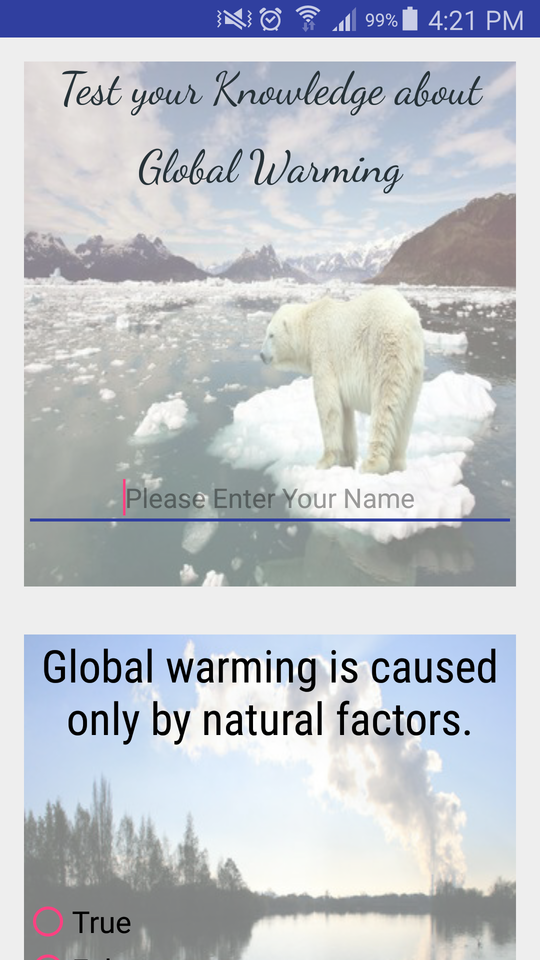 99% 4:21 PM
Test your Knowledge about
Global Warming
Please Enter Your Name
Global warming is caused
only by natural factors.
True